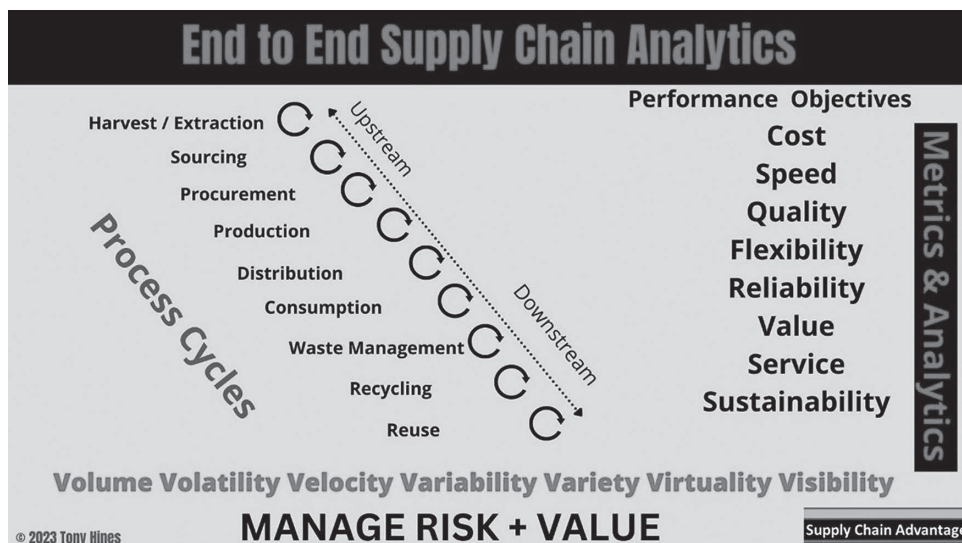 End to End Supply Chain Analytics
Performance Objectives
Harvest / Extraction
Sourcing
Procurement
Production
Distribution
Consumption
Waste Management
Recycling
Reuse
Process Cycles
Upstream
Downstream
Cost
Speed
Quality
Flexibility
Reliability
Value
Service
Sustainability
Metrics & Analytics
Volume Volatility Velocity Variability Variety Virtuality Visibility
MANAGE RISK + VALUE
© 2023 Tony Hines
Supply Chain Advantage